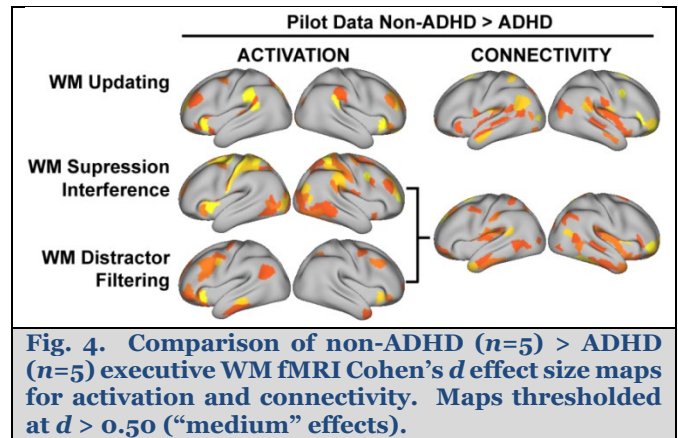 Pilot Data Non-ADHD > ADHD
ACTIVATION
CONNECTIVITY
WM Updating
WM Supression
Interference
WM Distractor
Filtering
Fig. 4. Comparison of non-ADHD (n=5) > ADHD
(n=5) executive WM fMRI Cohen's d effect size maps
for activation and connectivity. Maps thresholded
at d > 0.50 (“medium” effects).